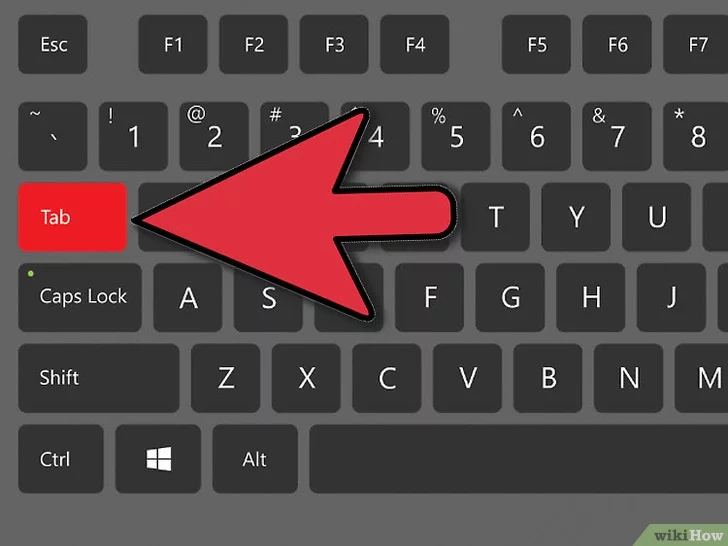 Esc F1 F2 F3 F4 F5 F6 F7
~ ! @ # % ^ & *
` 1 2 3 4 5 6 7 8
Tab T Y U
Caps Lock A S F G H J
Shift Z X C V B N M
Ctrl Alt
wikiHow